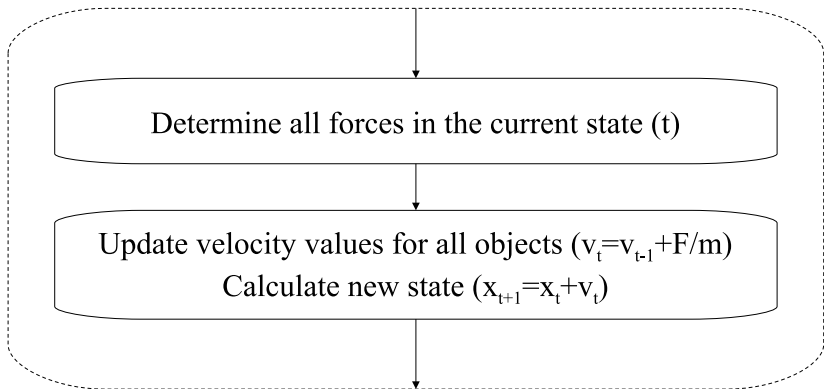 Determine all forces in the current state (t)
Update velocity values for all objects (vₜ=vₜ₋₁+F/m)
Calculate new state (xₜ₊₁=xₜ+vₜ)